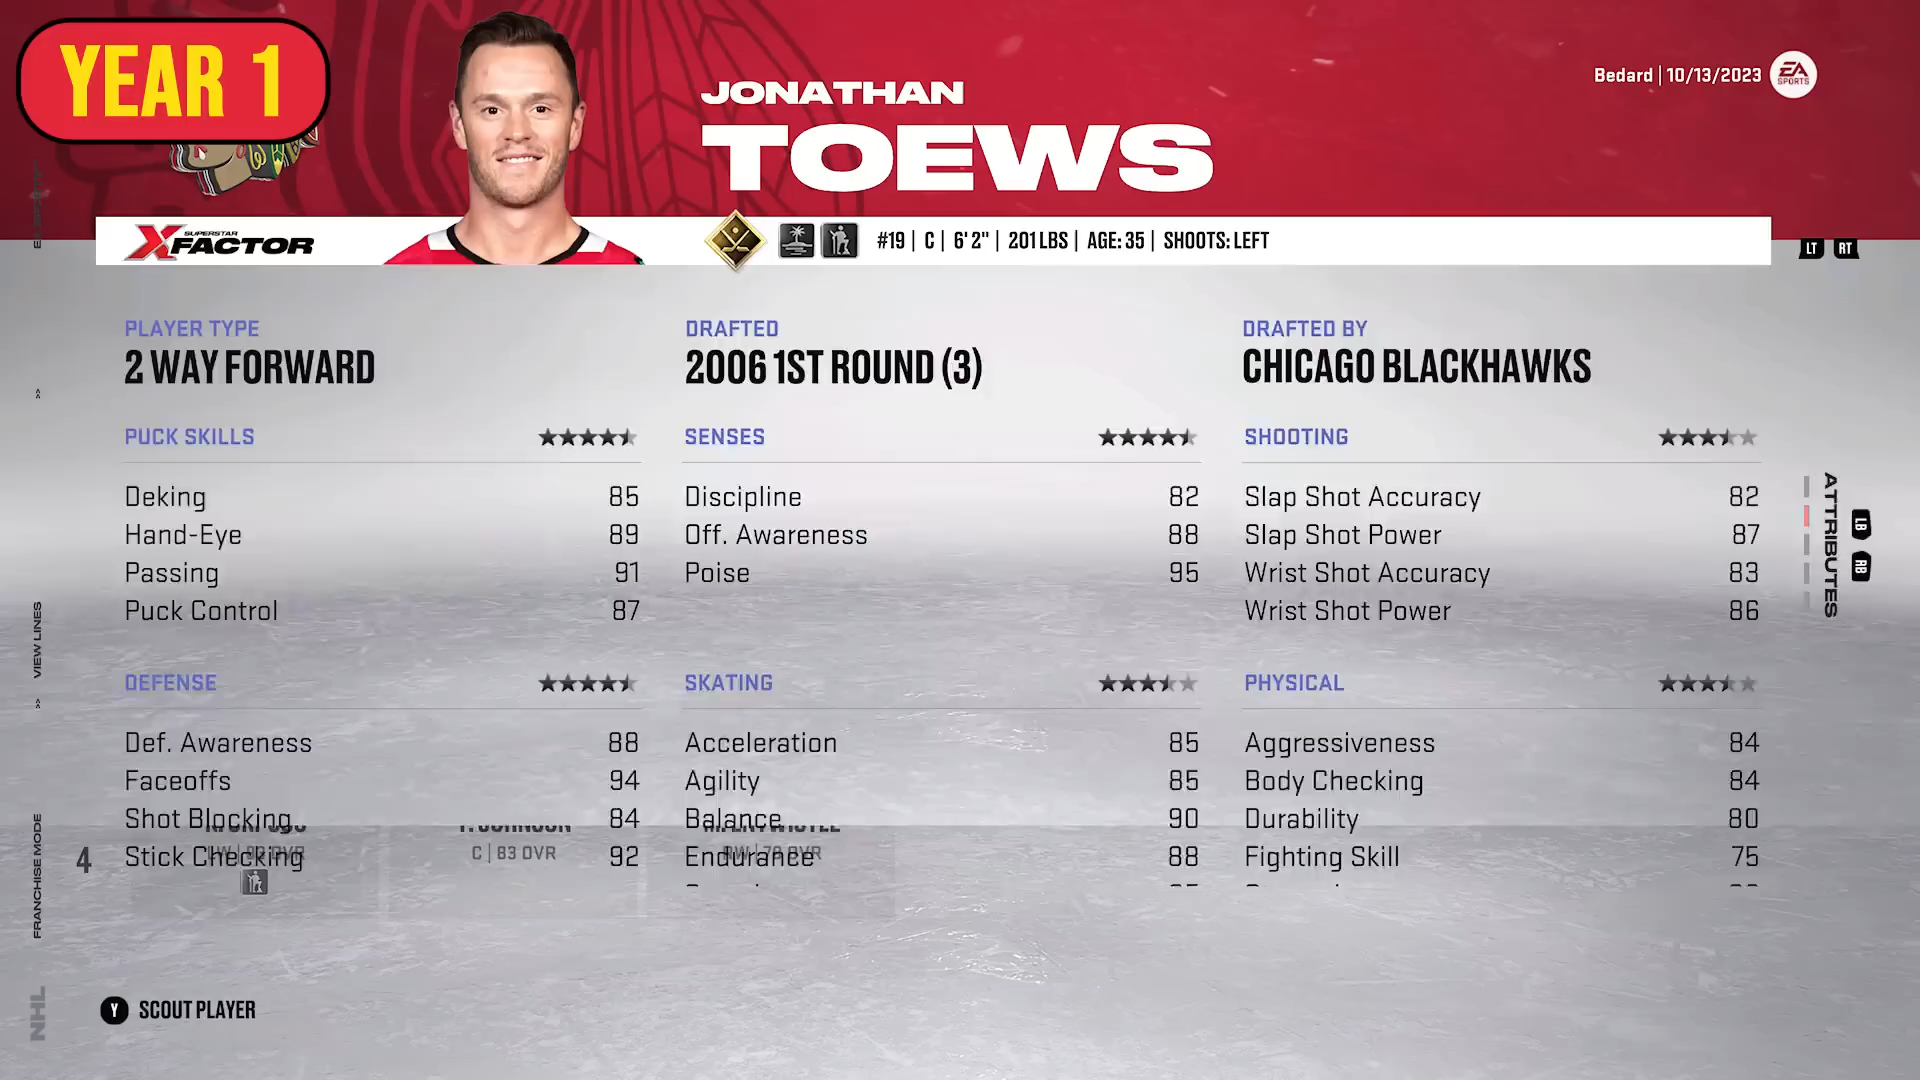 YEAR 1
JONATHAN
TOEWS
Bedard | 10/13/2023
EA
SPORTS
SUPERSTAR
XFACTOR
#19 | C | 6' 2" | 201 LBS | AGE: 35 | SHOOTS: LEFT
LT RT
PLAYER TYPE
2 WAY FORWARD
DRAFTED
2006 1ST ROUND (3)
DRAFTED BY
CHICAGO BLACKHAWKS
PUCK SKILLS
Deking 85
Hand-Eye 89
Passing 91
Puck Control 87
SENSES
Discipline 82
Off. Awareness 88
Poise 95
SHOOTING
Slap Shot Accuracy 82
Slap Shot Power 87
Wrist Shot Accuracy 83
Wrist Shot Power 86
DEFENSE
Def. Awareness 88
Faceoffs 94
Shot Blocking 84
Stick Checking 92
SKATING
Acceleration 85
Agility 85
Balance 90
Endurance 88
PHYSICAL
Aggressiveness 84
Body Checking 84
Durability 80
Fighting Skill 75
ATTRIBUTES
LB RB
4
C | 83 OVR
VIEW LINES
FRANCHISE MODE
NHL
Y SCOUT PLAYER